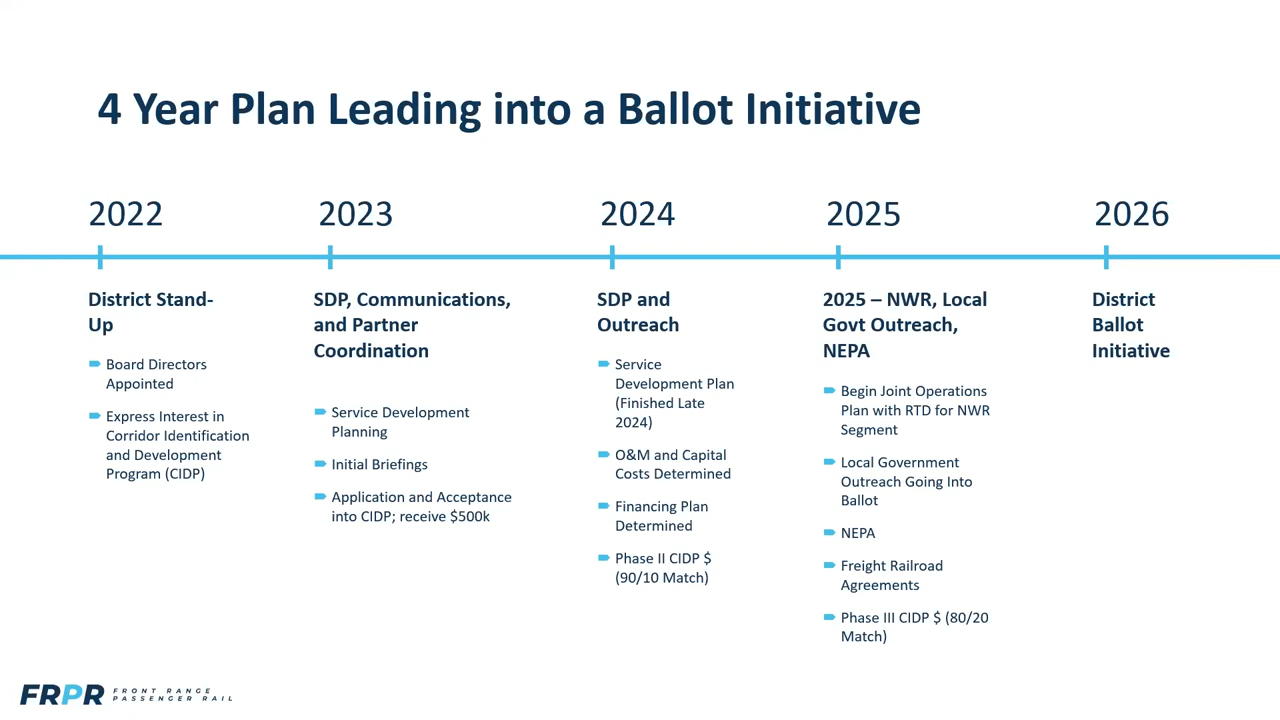 4 Year Plan Leading into a Ballot Initiative
2022
2023
2024
2025
2026
District Stand-
Up
Board Directors
Appointed
Express Interest in
Corridor Identification
and Development
Program (CIDP)
SDP, Communications,
and Partner
Coordination
Service Development
Planning
Initial Briefings
Application and Acceptance
into CIDP; receive $500k
SDP and
Outreach
Service
Development Plan
(Finished Late
2024)
O&M and Capital
Costs Determined
Financing Plan
Determined
Phase II CIDP $
(90/10 Match)
2025 – NWR, Local
Govt Outreach,
NEPA
Begin Joint Operations
Plan with RTD for NWR
Segment
Local Government
Outreach Going Into
Ballot
NEPA
Freight Railroad
Agreements
Phase III CIDP $ (80/20
Match)
District
Ballot
Initiative
FRPR
FRONT RANGE
PASSENGER RAIL